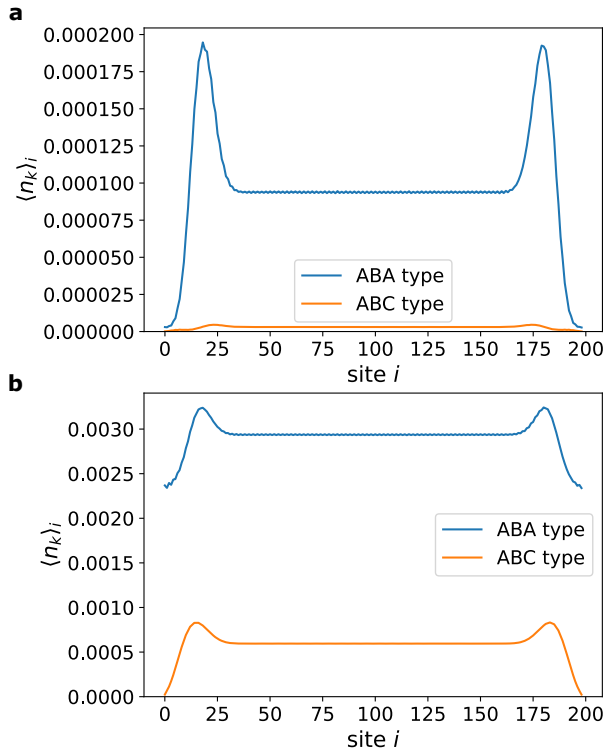 a
0.000200
0.000175
0.000150
0.000125
0.000100
0.000075
0.000050
0.000025
0.000000
⟨n_k⟩_i
ABA type
ABC type
0 25 50 75 100 125 150 175 200
site i
b
0.0030
0.0025
0.0020
0.0015
0.0010
0.0005
0.0000
⟨n_k⟩_i
ABA type
ABC type
0 25 50 75 100 125 150 175 200
site i